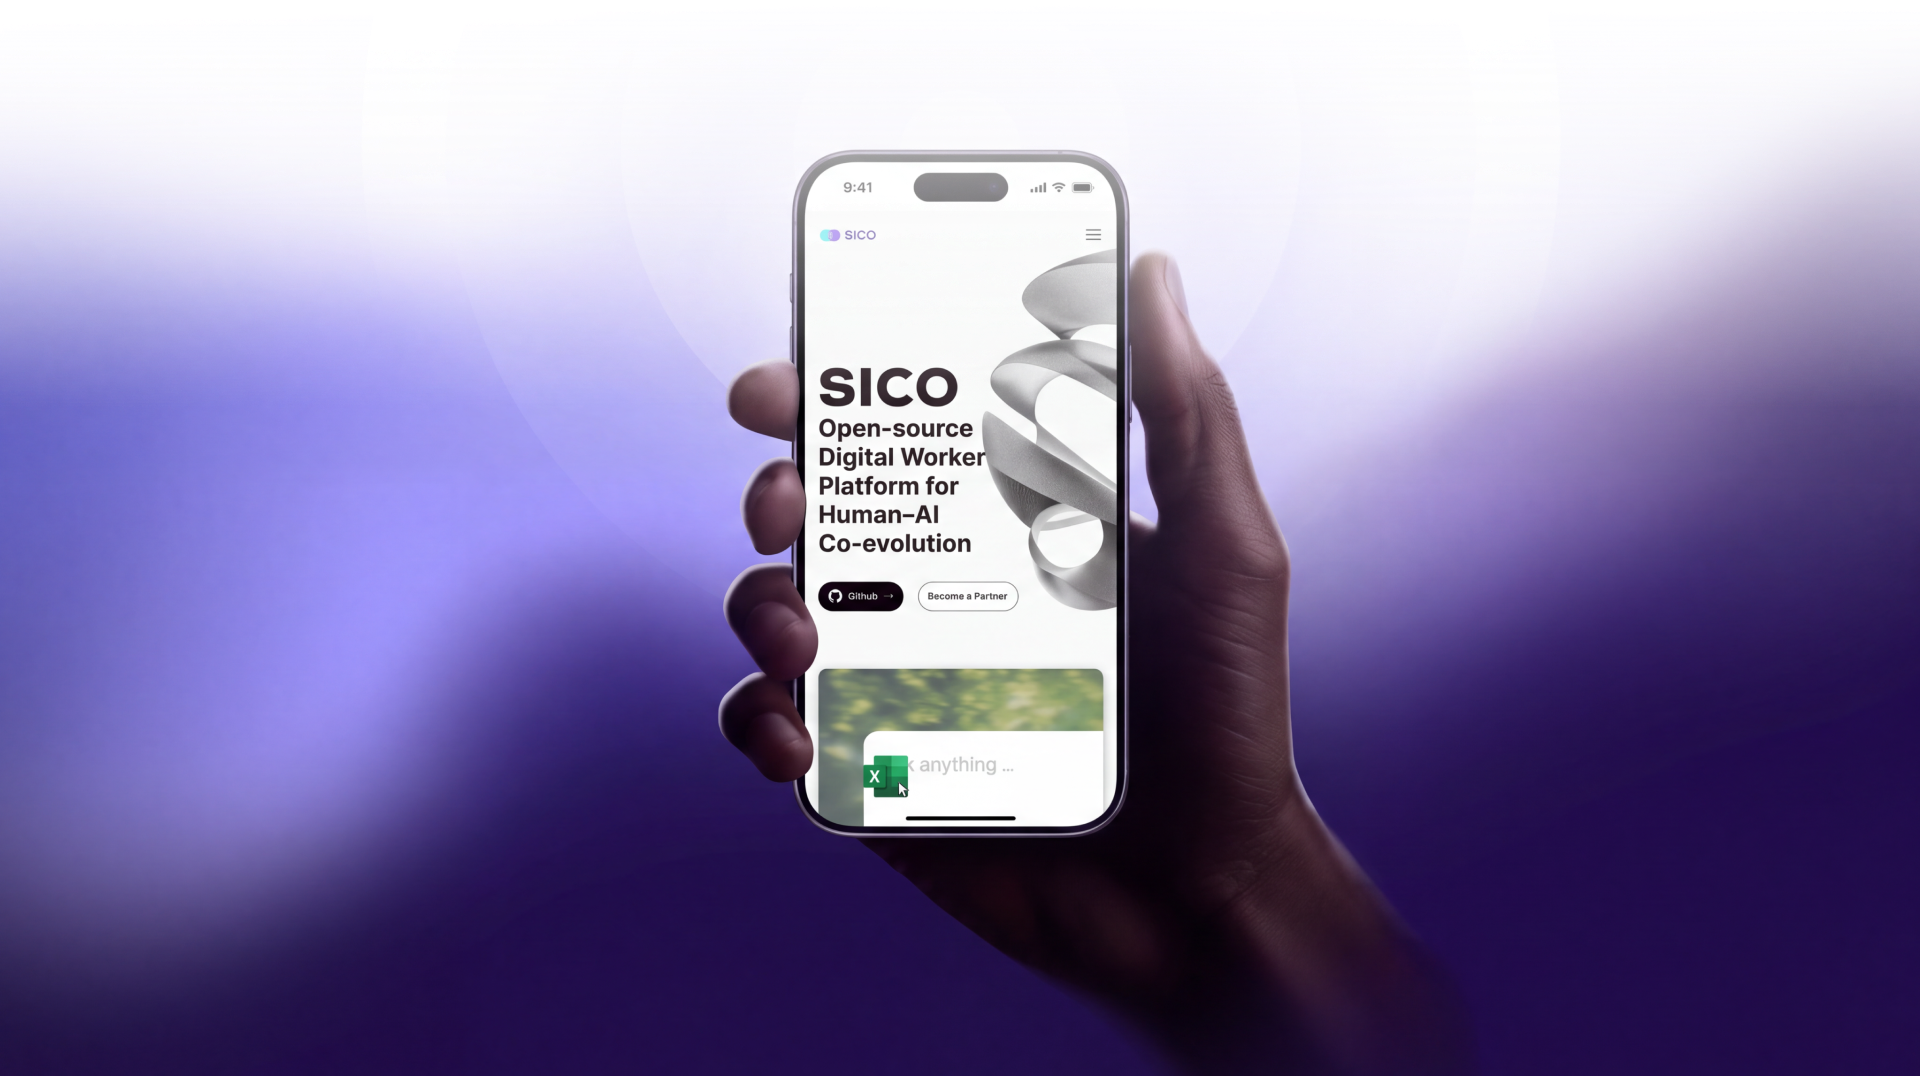 9:41
SICO
SICO
Open-source
Digital Worker
Platform for
Human–AI
Co-evolution
Github →
Become a Partner
X
anything ...